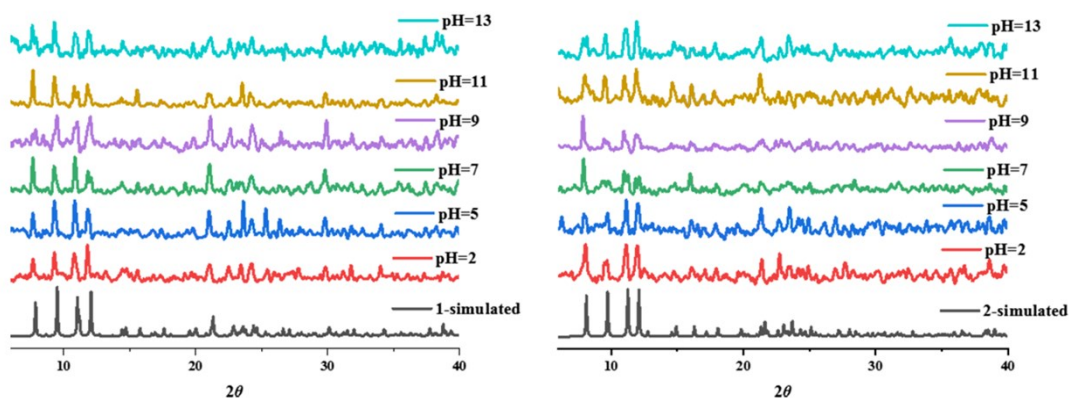 pH=13
pH=11
pH=9
pH=7
pH=5
pH=2
1-simulated
10
20
30
40
2θ
pH=13
pH=11
pH=9
pH=7
pH=5
pH=2
2-simulated
10
20
30
40
2θ